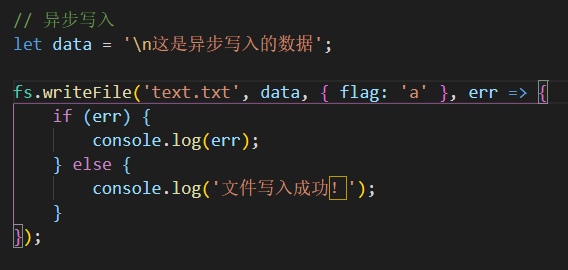 // 异步写入
let data = '\n这是异步写入的数据';
fs.writeFile('text.txt', data, { flag: 'a' }, err => {
    if (err) {
        console.log(err);
    } else {
        console.log('文件写入成功！');
    }
});